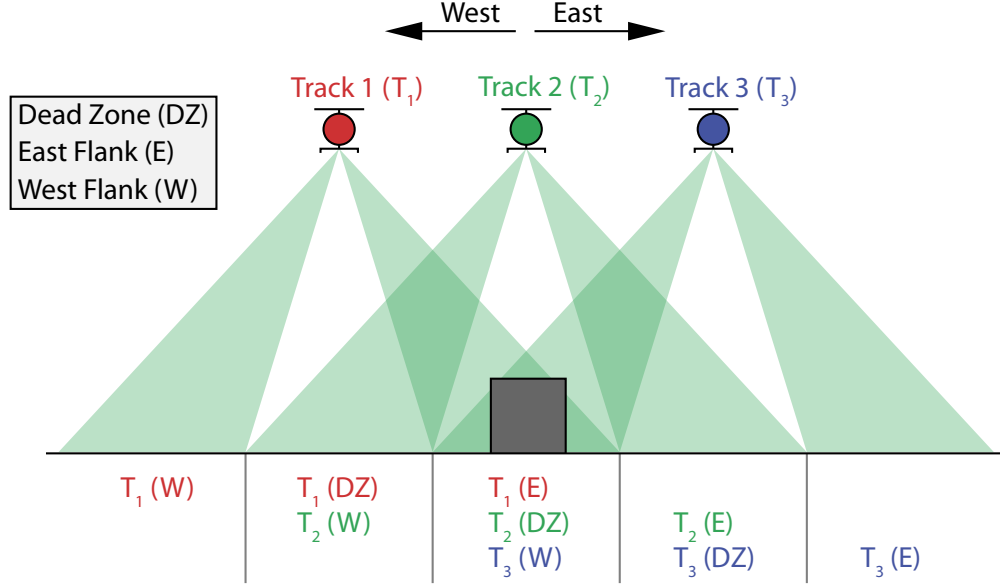 West East
Track 1 (T₁) Track 2 (T₂) Track 3 (T₃)
Dead Zone (DZ)
East Flank (E)
West Flank (W)
T₁ (W) T₁ (DZ) T₁ (E)
T₂ (W) T₂ (DZ) T₂ (E)
T₃ (W) T₃ (DZ) T₃ (E)